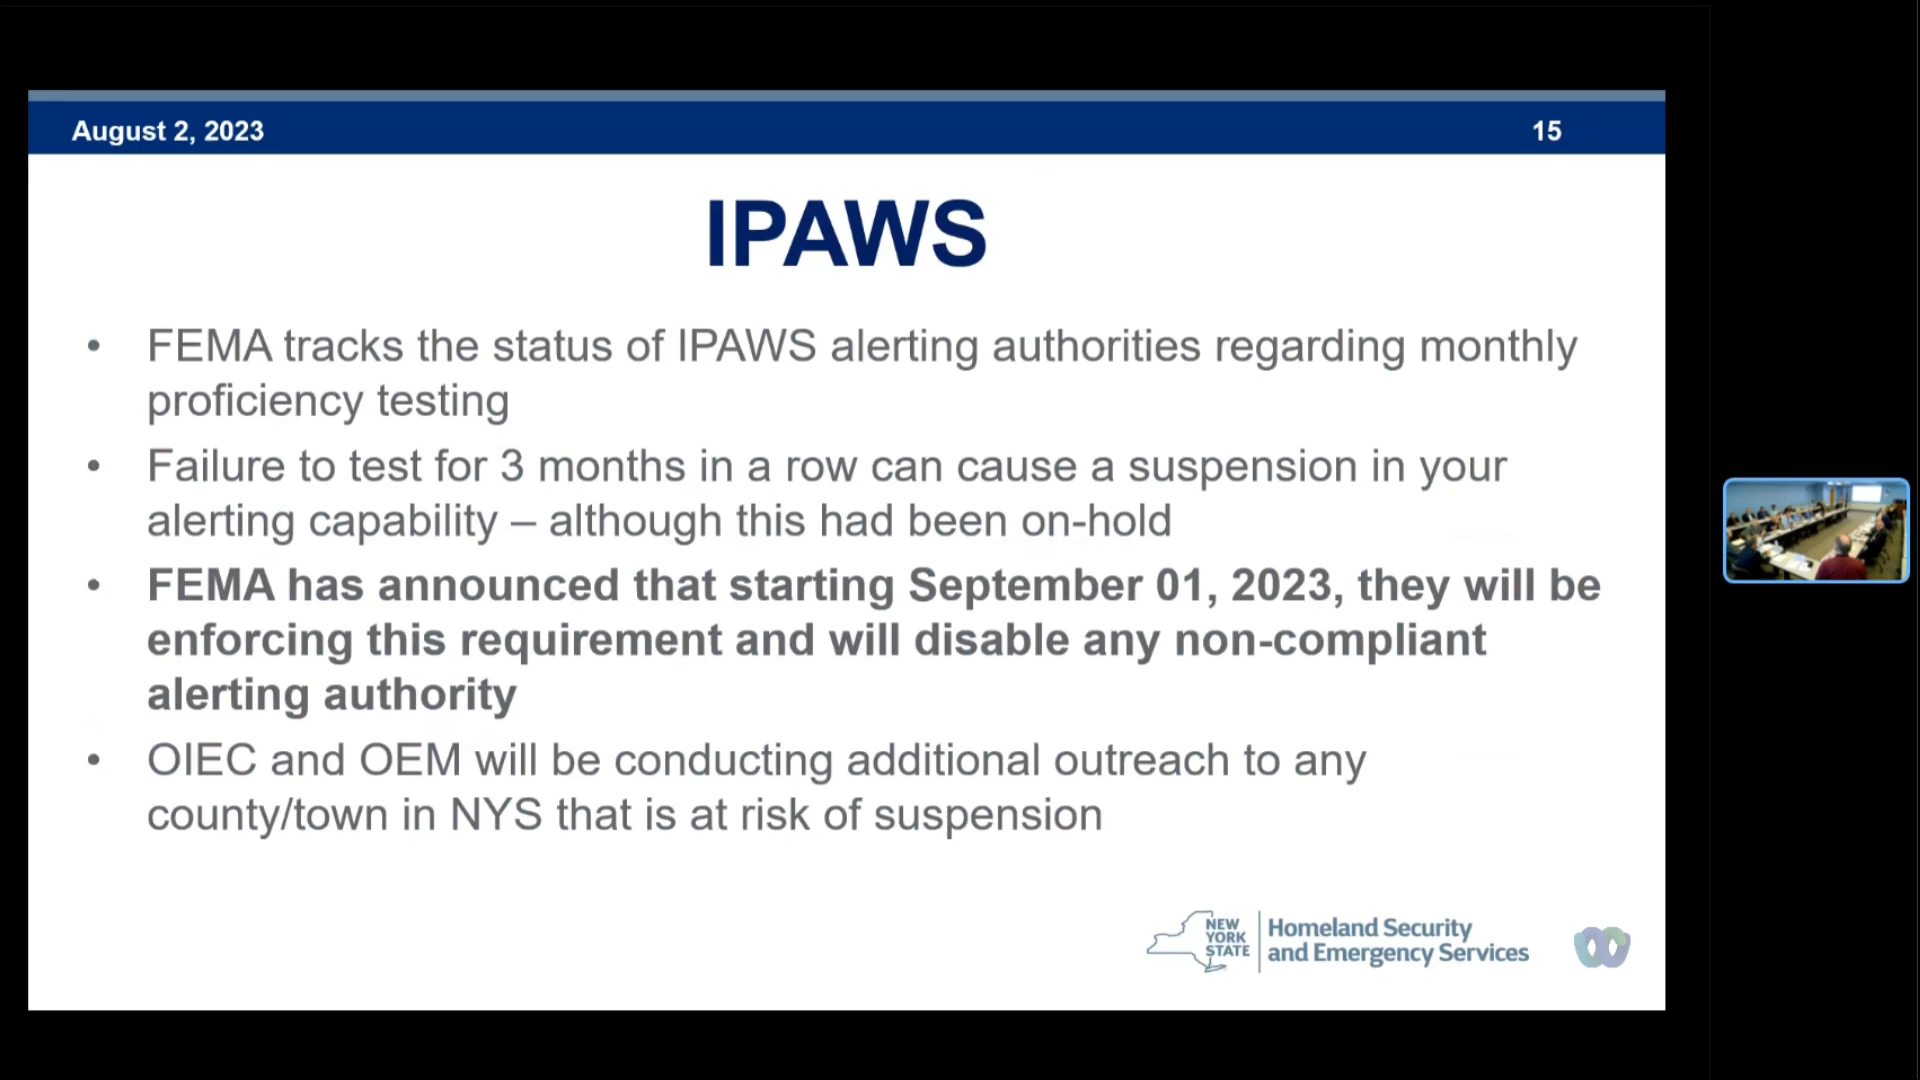 August 2, 2023
15
IPAWS
• FEMA tracks the status of IPAWS alerting authorities regarding monthly
proficiency testing
• Failure to test for 3 months in a row can cause a suspension in your
alerting capability – although this had been on-hold
• FEMA has announced that starting September 01, 2023, they will be
enforcing this requirement and will disable any non-compliant
alerting authority
• OIEC and OEM will be conducting additional outreach to any
county/town in NYS that is at risk of suspension
NEW
YORK
STATE
Homeland Security
and Emergency Services